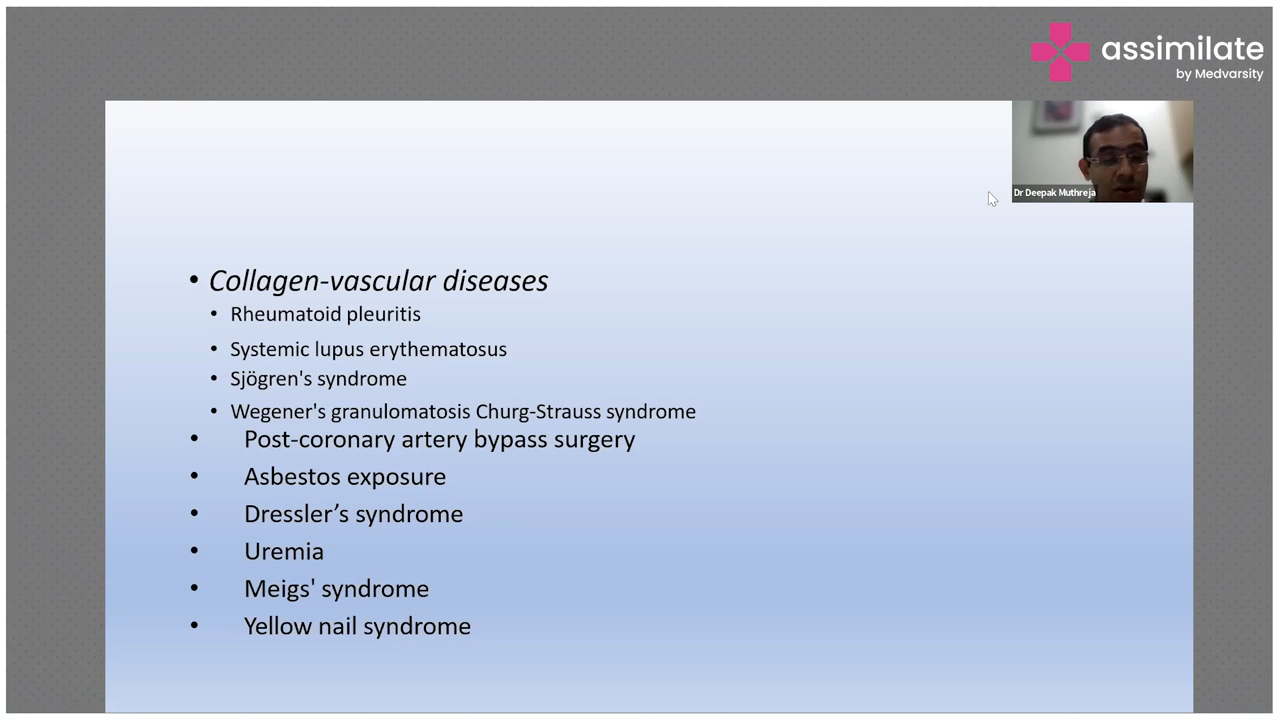 assimilate
by Medvarsity
Dr Deepak Muthreja
• Collagen-vascular diseases
• Rheumatoid pleuritis
• Systemic lupus erythematosus
• Sjögren's syndrome
• Wegener's granulomatosis Churg-Strauss syndrome
• Post-coronary artery bypass surgery
• Asbestos exposure
• Dressler’s syndrome
• Uremia
• Meigs' syndrome
• Yellow nail syndrome